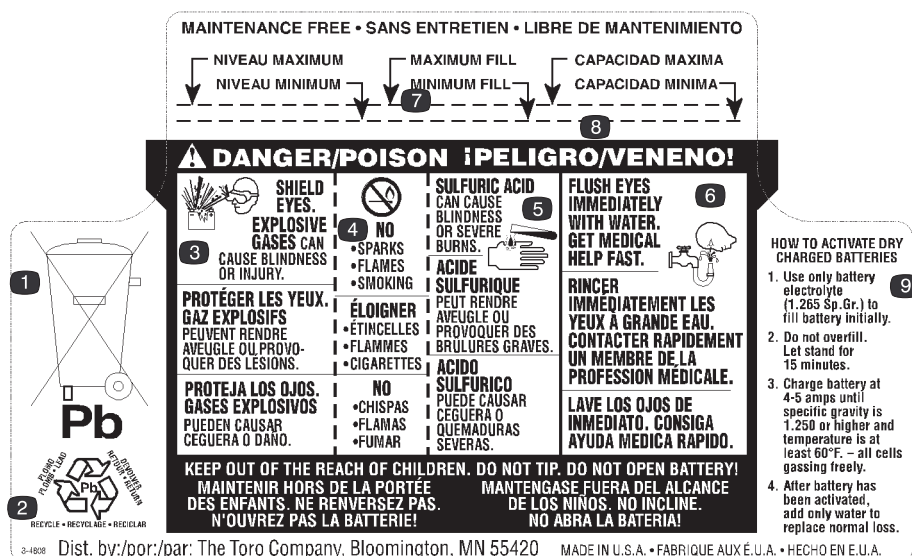 MAINTENANCE FREE • SANS ENTRETIEN • LIBRE DE MANTENIMIENTO
NIVEAU MAXIMUM
MAXIMUM FILL
CAPACIDAD MAXIMA
NIVEAU MINIMUM
MINIMUM FILL
CAPACIDAD MINIMA
7
8
DANGER/POISON ¡PELIGRO/VENENO!
SHIELD
EYES.
EXPLOSIVE
GASES CAN
CAUSE BLINDNESS
OR INJURY.
3
PROTÉGER LES YEUX.
GAZ EXPLOSIFS
PEUVENT RENDRE
AVEUGLE OU PROVO-
QUER DES LÉSIONS.
PROTEJA LOS OJOS.
GASES EXPLOSIVOS
PUEDEN CAUSAR
CEGUERA O DAÑO.
4
NO
•SPARKS
•FLAMES
•SMOKING
ÉLOIGNER
•ÉTINCELLES
•FLAMMES
•CIGARETTES
NO
•CHISPAS
•FLAMAS
•FUMAR
SULFURIC ACID
CAN CAUSE
BLINDNESS
OR SEVERE
BURNS.
5
ACIDE
SULFURIQUE
PEUT RENDRE
AVEUGLE OU
PROVOQUER DES
BRULURES GRAVES.
ACIDO
SULFURICO
PUEDE CAUSAR
CEGUERA O
QUEMADURAS
SEVERAS.
FLUSH EYES
IMMEDIATELY
WITH WATER.
GET MEDICAL
HELP FAST.
6
RINCER
IMMEDIATEMENT LES
YEUX À GRANDE EAU.
CONTACTER RAPIDEMENT
UN MEMBRE DE LA
PROFESSION MÉDICALE.
LAVE LOS OJOS DE
INMEDIATO. CONSIGA
AYUDA MEDICA RAPIDO.
KEEP OUT OF THE REACH OF CHILDREN. DO NOT TIP. DO NOT OPEN BATTERY!
MAINTENIR HORS DE LA PORTÉE
DES ENFANTS. NE RENVERSEZ PAS.
N'OUVREZ PAS LA BATTERIE!
MANTENGASE FUERA DEL ALCANCE
DE LOS NIÑOS. NO INCLINE.
NO ABRA LA BATERIA!
1
Pb
PLOMO
PLOMB • LEAD
DEVOLVER
RETOUR • RETURN
Pb
2
RECYCLE • RECYCLAGE • RECICLAR
HOW TO ACTIVATE DRY
CHARGED BATTERIES
9
1. Use only battery
electrolyte
(1.265 Sp.Gr.) to
fill battery initially.
2. Do not overfill.
Let stand for
15 minutes.
3. Charge battery at
4-5 amps until
specific gravity is
1.250 or higher and
temperature is at
least 60°F. – all cells
gassing freely.
4. After battery has
been activated,
add only water to
replace normal loss.
3-4808 Dist. by:/por:/par: The Toro Company, Bloomington, MN 55420 MADE IN U.S.A. • FABRIQUE AUX É.U.A. • HECHO EN E.U.A.